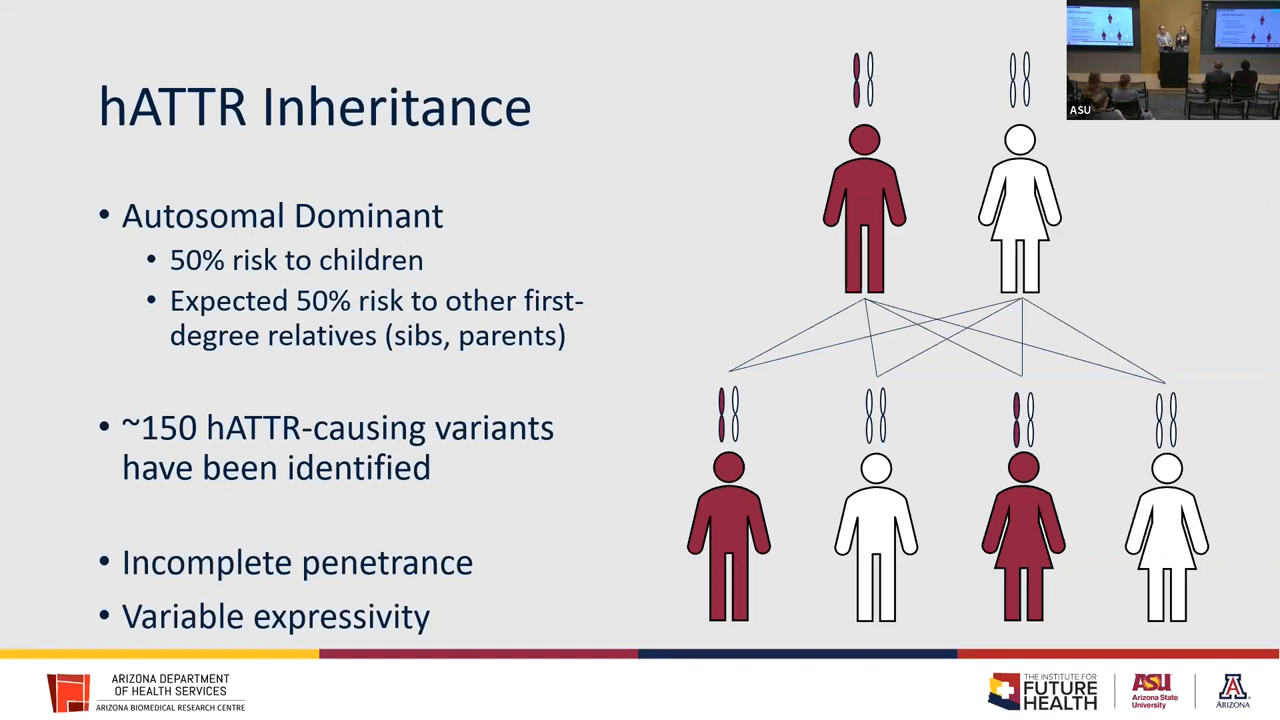 ASU
hATTR Inheritance
• Autosomal Dominant
• 50% risk to children
• Expected 50% risk to other first-
degree relatives (sibs, parents)
• ~150 hATTR-causing variants
have been identified
• Incomplete penetrance
• Variable expressivity
ARIZONA DEPARTMENT
OF HEALTH SERVICES
ARIZONA BIOMEDICAL RESEARCH CENTRE
THE INSTITUTE FOR
FUTURE
HEALTH
ASU
Arizona State
University
A
ARIZONA